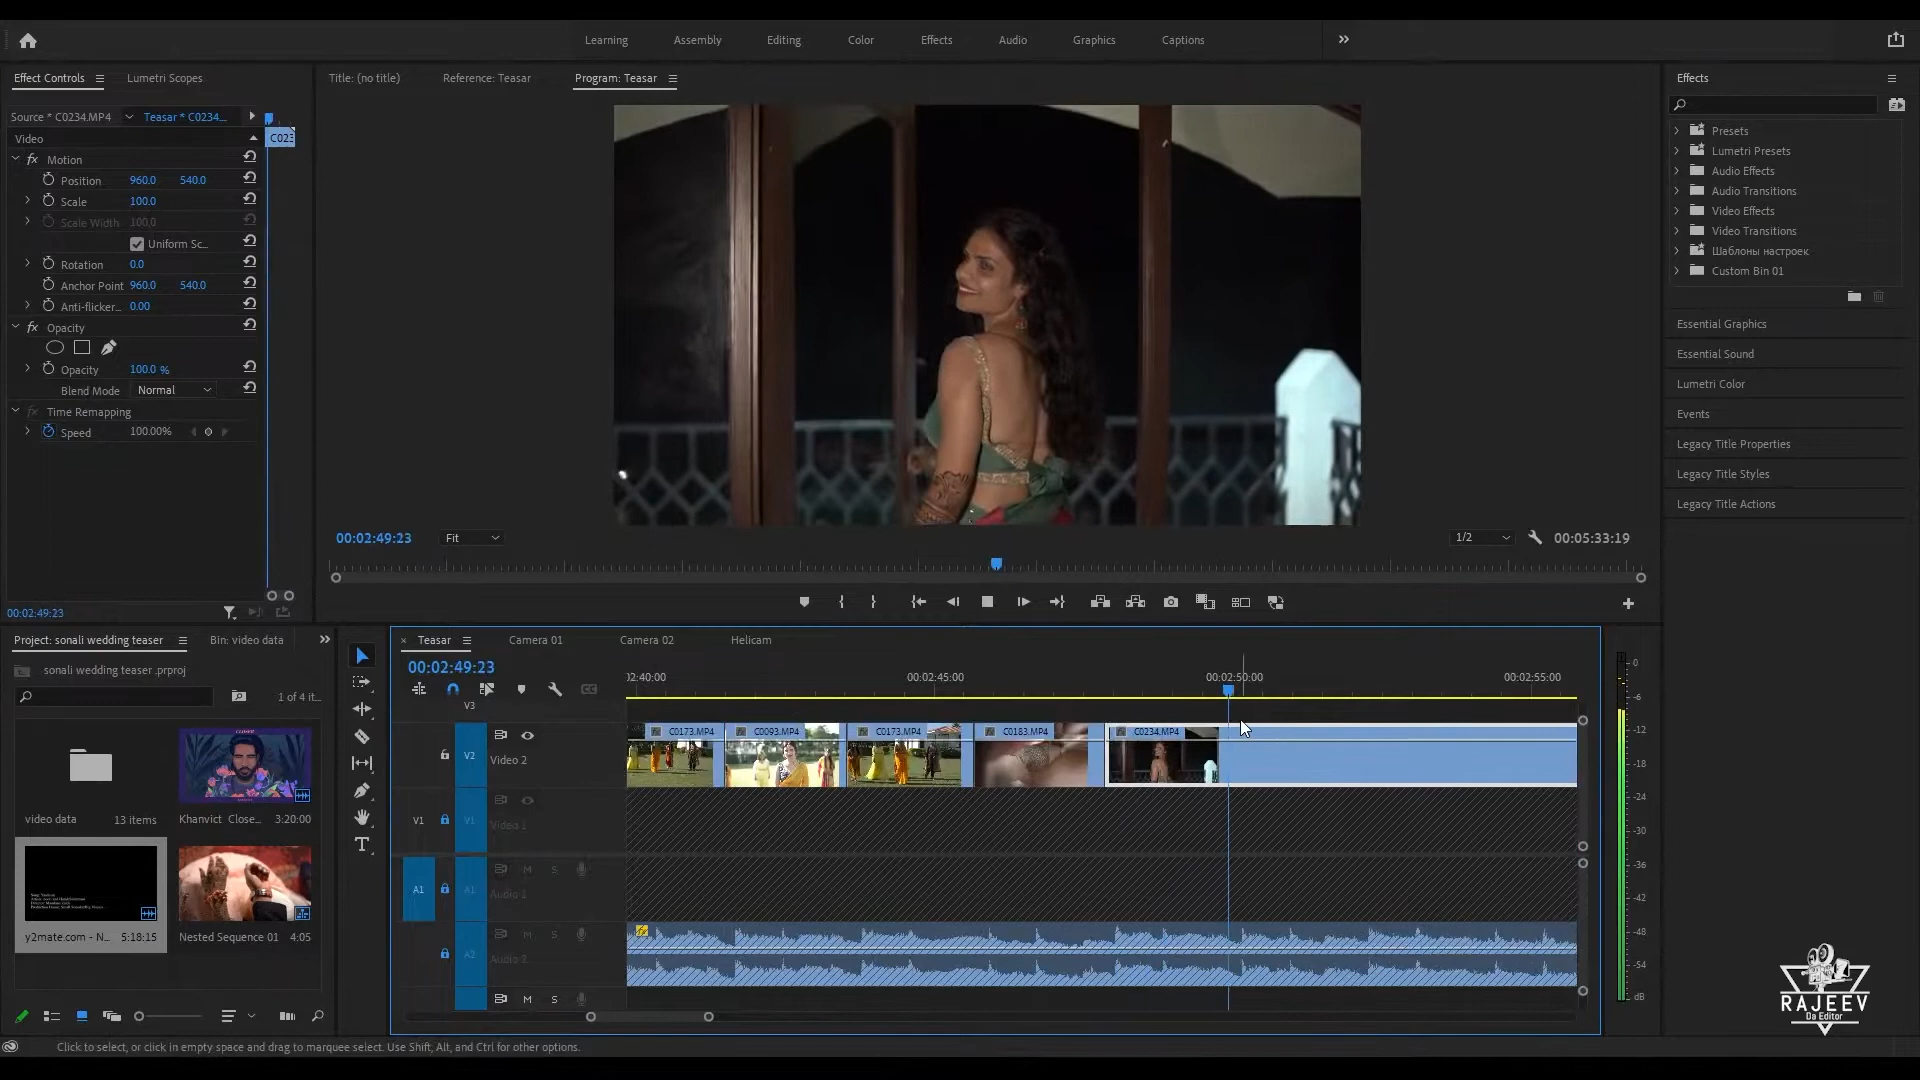 Learning Assembly Editing Color Effects Audio Graphics Captions
Effect Controls Lumetri Scopes
Title: (no title) Reference: Teasar Program: Teasar
Effects
Source * C0234.MP4 Teasar * C0234...
Video
C023
fx Motion
Position 960.0 540.0
Scale 100.0
Scale Width 100.0
Uniform Sc...
Rotation 0.0
Anchor Point 960.0 540.0
Anti-flicker... 0.00
fx Opacity
Opacity 100.0 %
Blend Mode Normal
fx Time Remapping
Speed 100.00%
00:02:49:23
00:02:49:23 Fit 1/2 00:05:33:19
Presets
Lumetri Presets
Audio Effects
Audio Transitions
Video Effects
Video Transitions
Шаблоны настроек
Custom Bin 01
Essential Graphics
Essential Sound
Lumetri Color
Events
Legacy Title Properties
Legacy Title Styles
Legacy Title Actions
Project: sonali wedding teaser Bin: video data
sonali wedding teaser .prproj
1 of 4 it...
video data 13 items
Khanvict Close... 3:20:00
y2mate.com - N... 5:18:15
Nested Sequence 01 4:05
T
Teasar Camera 01 Camera 02 Helicam
00:02:49:23
02:40:00 00:02:45:00 00:02:50:00 00:02:55:00
V3
C0173.MP4 C0093.MP4 C0173.MP4 C0183.MP4 C0234.MP4
V2 Video 2
V1 V1 Video 1
A1 A1 M S Audio 1
A2 M S Audio 2
M S
0
-6
-12
-18
-24
-30
-36
-42
-48
-54
dB
RAJEEV
Da Editor
Click to select, or click in empty space and drag to marquee select. Use Shift, Alt, and Ctrl for other options.